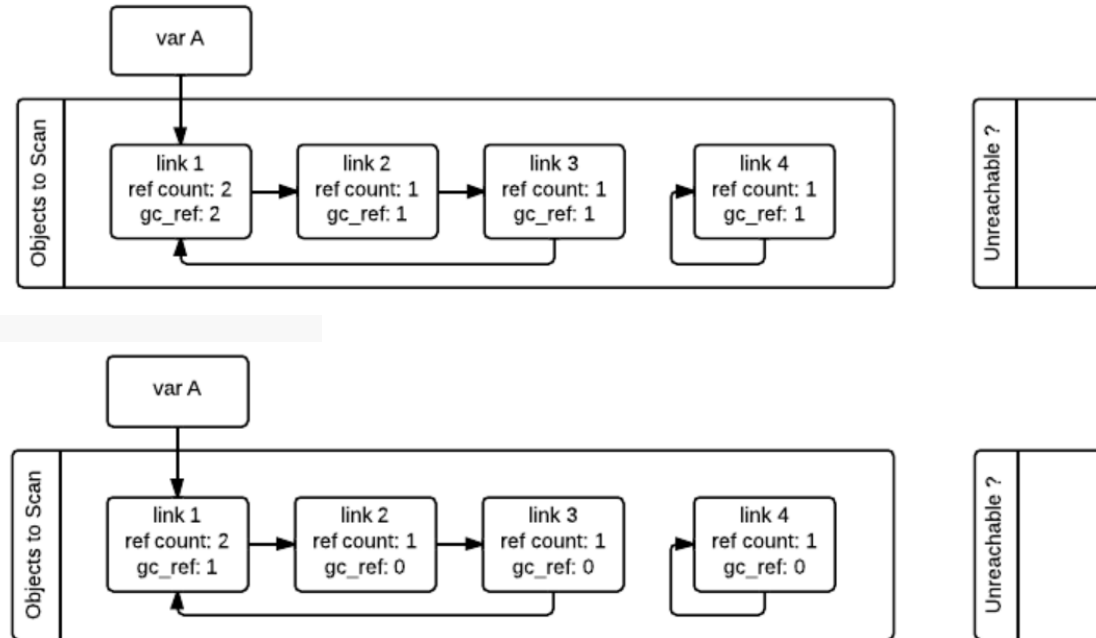 var A
Objects to Scan
link 1
ref count: 2
gc_ref: 2
link 2
ref count: 1
gc_ref: 1
link 3
ref count: 1
gc_ref: 1
link 4
ref count: 1
gc_ref: 1
Unreachable ?
var A
Objects to Scan
link 1
ref count: 2
gc_ref: 1
link 2
ref count: 1
gc_ref: 0
link 3
ref count: 1
gc_ref: 0
link 4
ref count: 1
gc_ref: 0
Unreachable ?